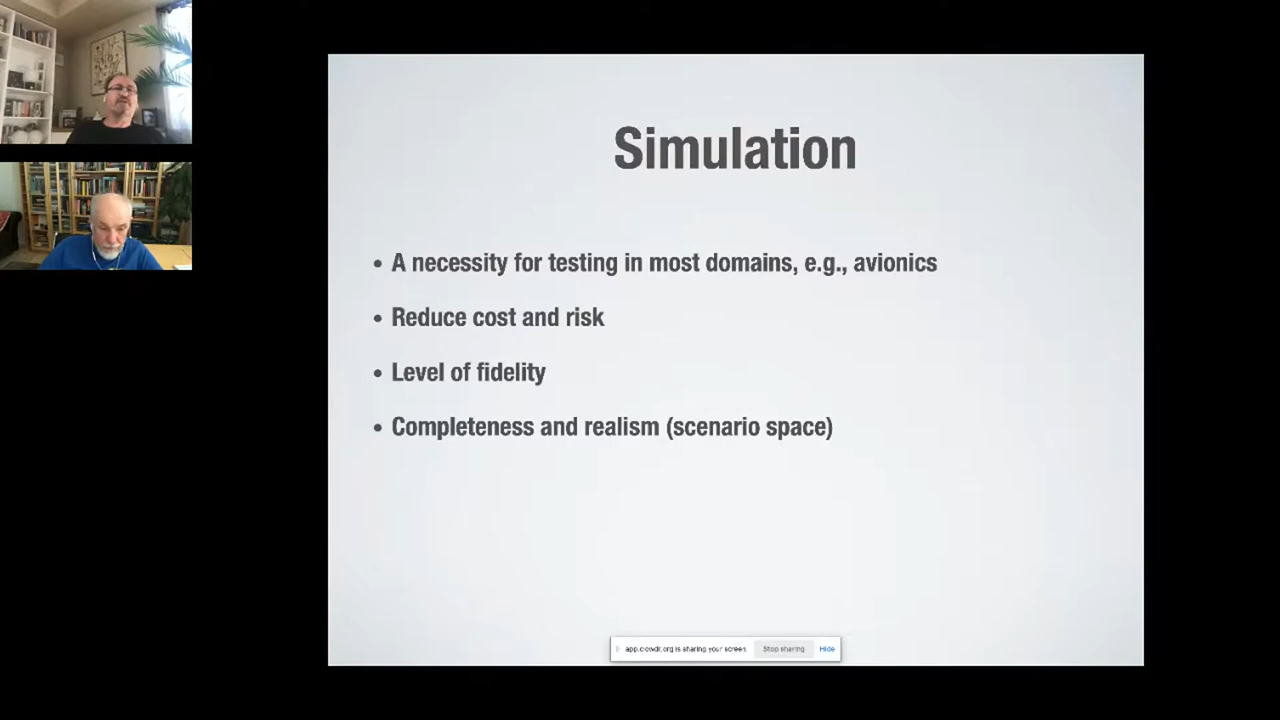 Simulation
• A necessity for testing in most domains, e.g., avionics
• Reduce cost and risk
• Level of fidelity
• Completeness and realism (scenario space)
app.clowdr.org is sharing your screen. Stop sharing Hide